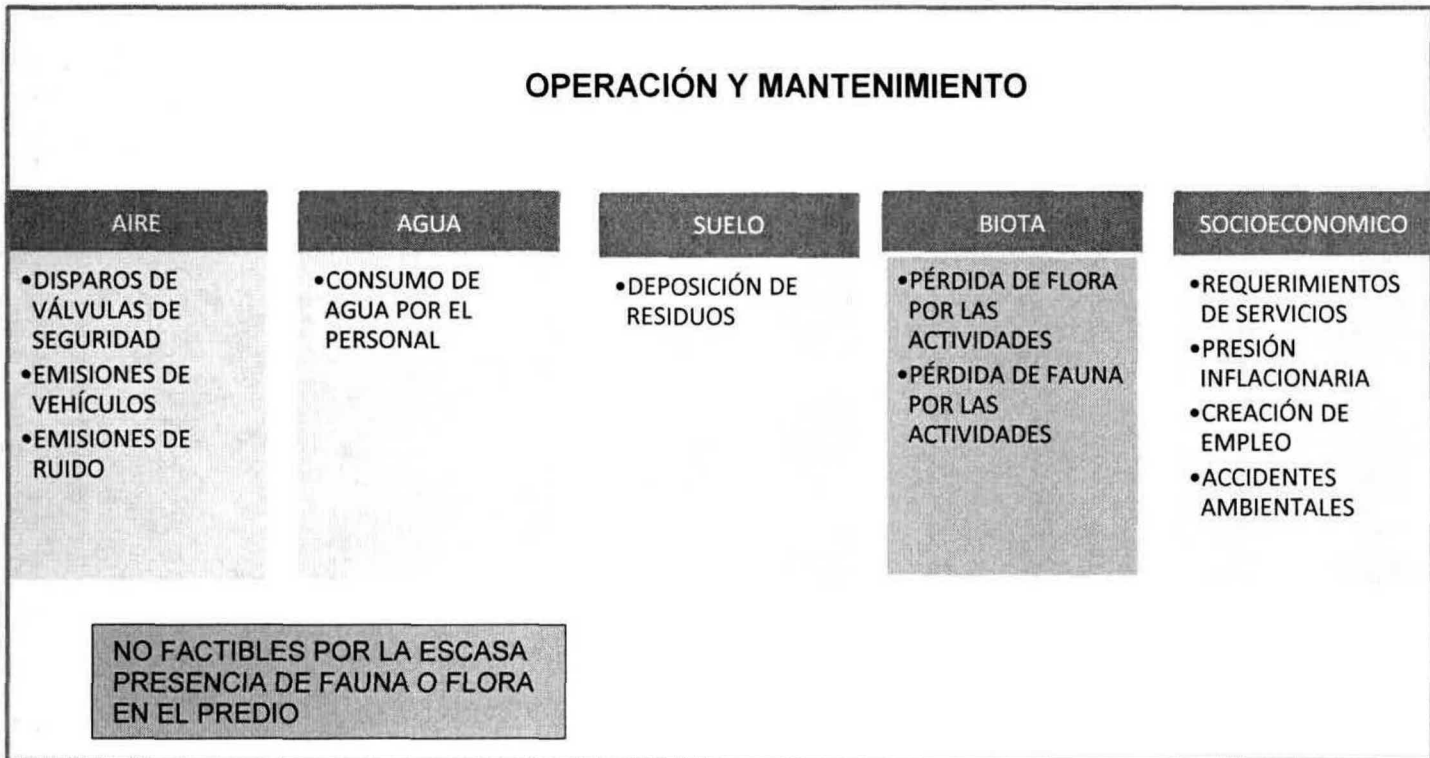 OPERACIÓN Y MANTENIMIENTO
AIRE
•DISPAROS DE
VÁLVULAS DE
SEGURIDAD
•EMISIONES DE
VEHÍCULOS
•EMISIONES DE
RUIDO
AGUA
•CONSUMO DE
AGUA POR EL
PERSONAL
SUELO
•DEPOSICIÓN DE
RESIDUOS
BIOTA
•PÉRDIDA DE FLORA
POR LAS
ACTIVIDADES
•PÉRDIDA DE FAUNA
POR LAS
ACTIVIDADES
SOCIOECONOMICO
•REQUERIMIENTOS
DE SERVICIOS
•PRESIÓN
INFLACIONARIA
•CREACIÓN DE
EMPLEO
•ACCIDENTES
AMBIENTALES
NO FACTIBLES POR LA ESCASA
PRESENCIA DE FAUNA O FLORA
EN EL PREDIO